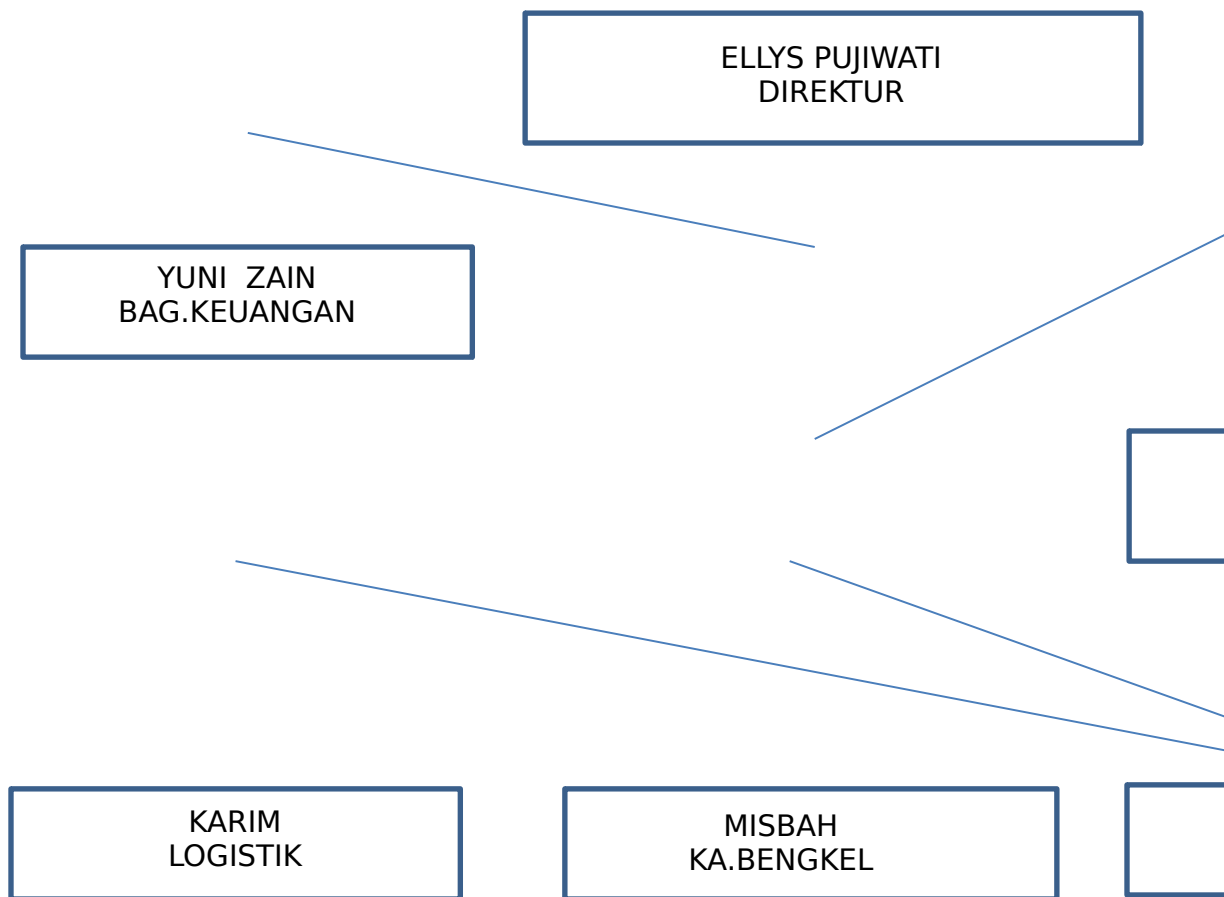 ELLYS PUJIWATI
DIREKTUR
YUNI  ZAIN
BAG.KEUANGAN
KARIM
LOGISTIK
MISBAH
KA.BENGKEL